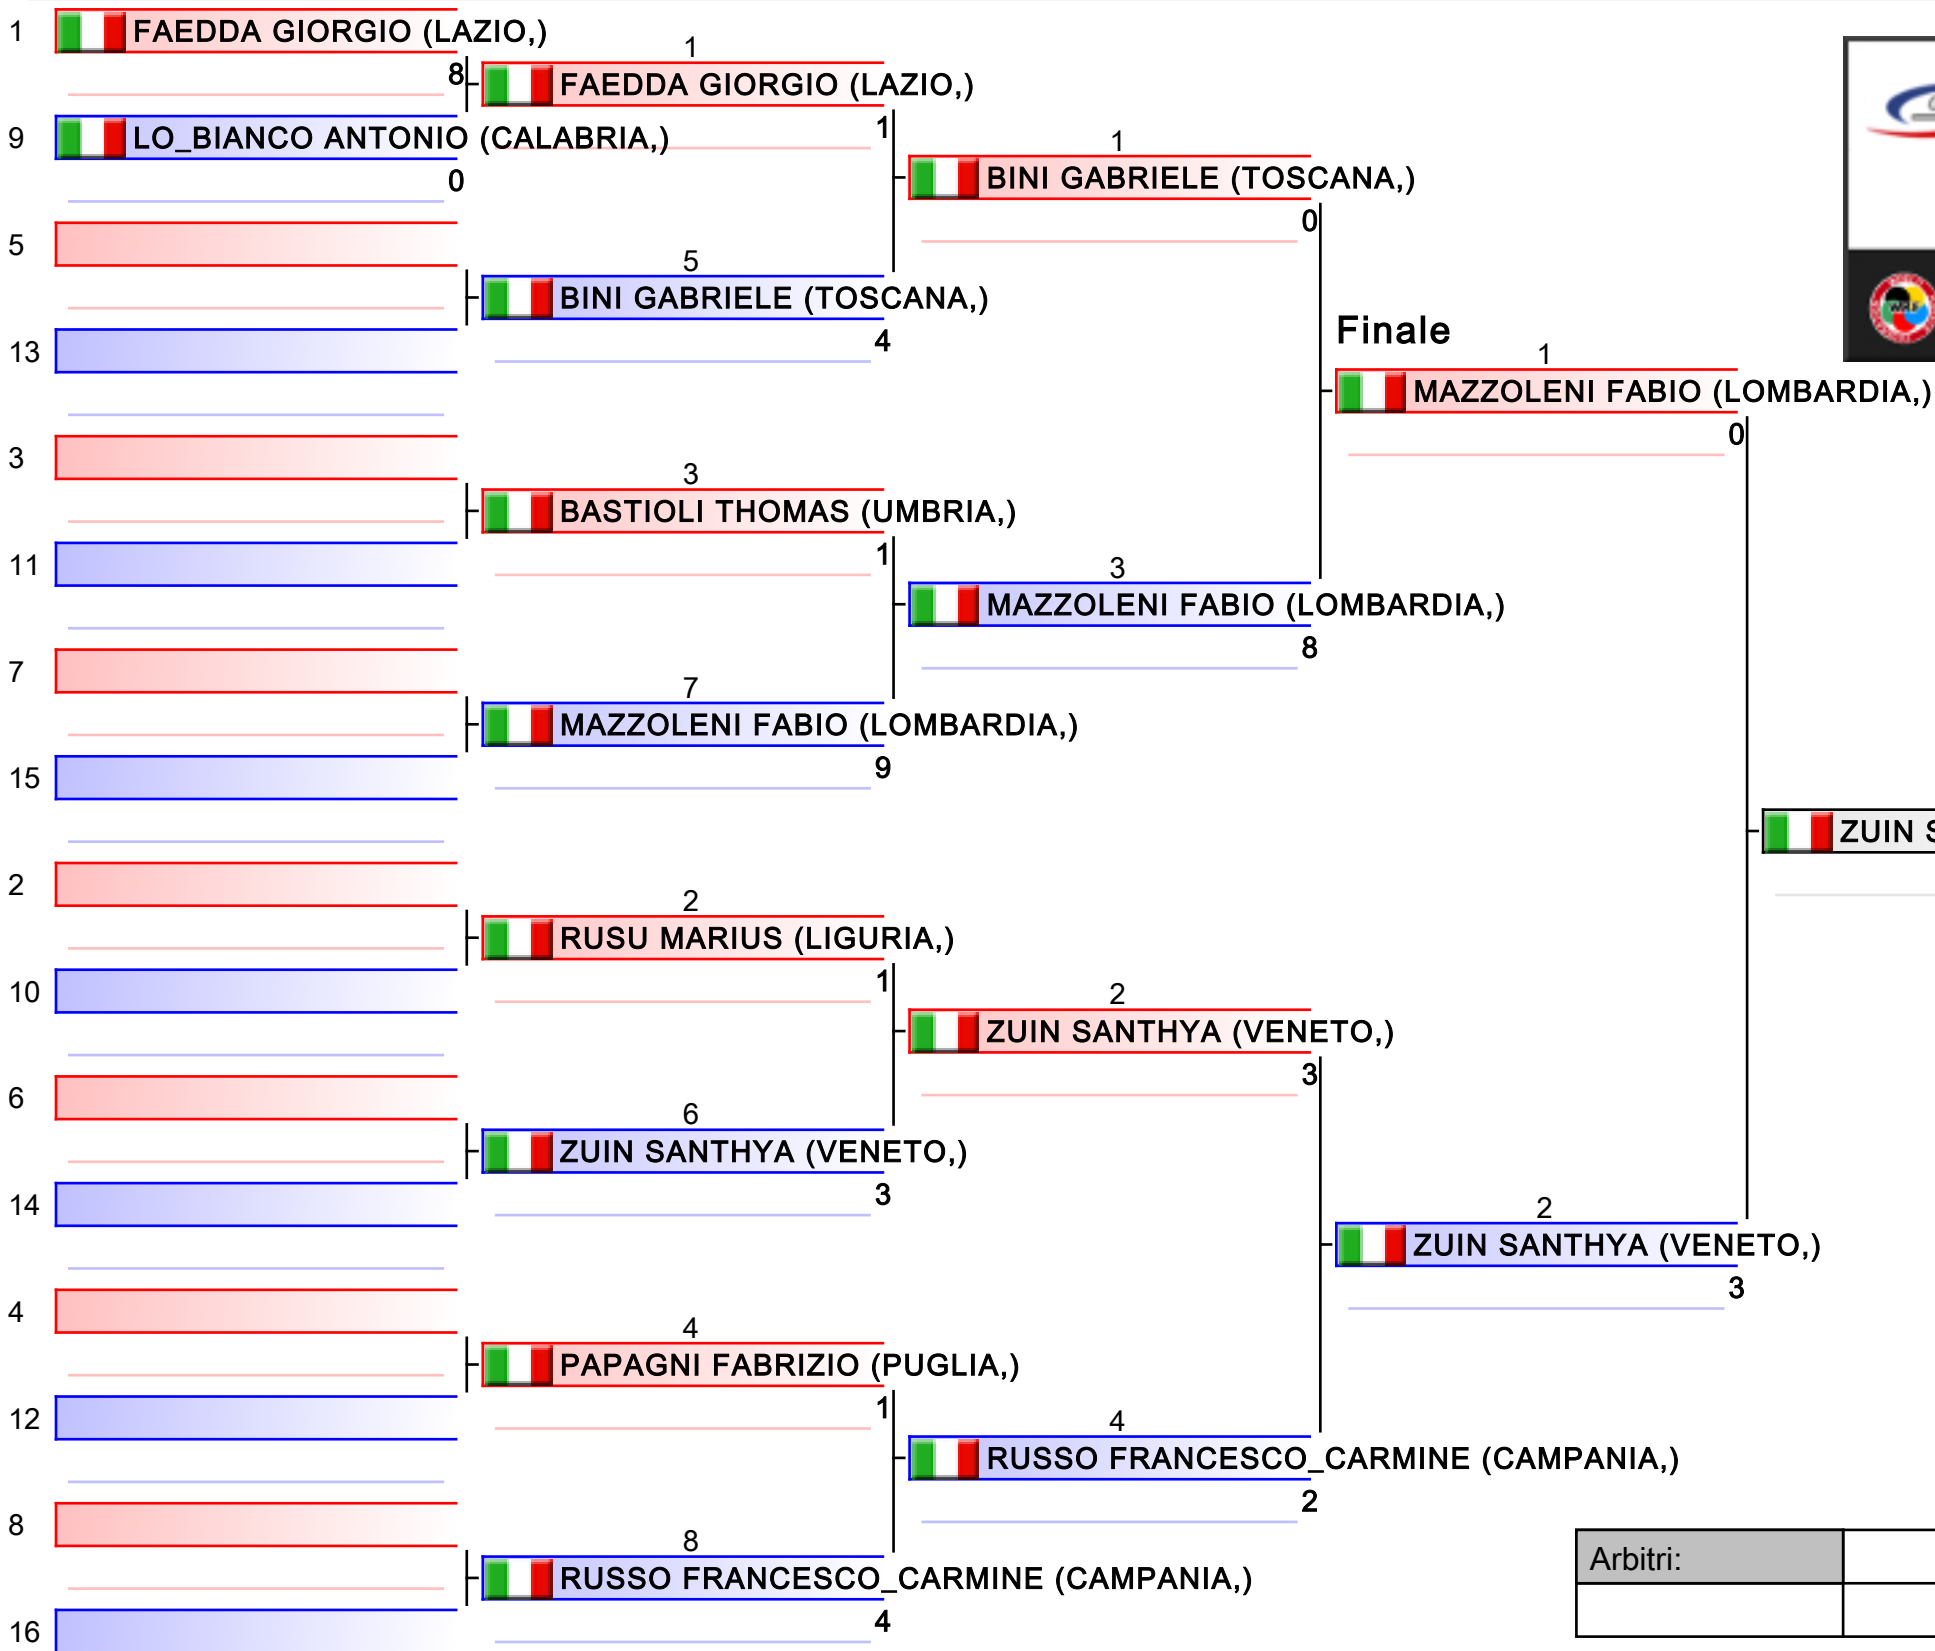 1
FAEDDA GIORGIO (LAZIO,)
8
9
LO_BIANCO ANTONIO (CALABRIA,)
0
5
13
3
11
7
15
2
10
6
14
4
12
8
16
1
FAEDDA GIORGIO (LAZIO,)
1
5
BINI GABRIELE (TOSCANA,)
4
3
BASTIOLI THOMAS (UMBRIA,)
1
7
MAZZOLENI FABIO (LOMBARDIA,)
9
2
RUSU MARIUS (LIGURIA,)
1
6
ZUIN SANTHYA (VENETO,)
3
4
PAPAGNI FABRIZIO (PUGLIA,)
1
8
RUSSO FRANCESCO_CARMINE (CAMPANIA,)
4
1
BINI GABRIELE (TOSCANA,)
0
3
MAZZOLENI FABIO (LOMBARDIA,)
8
2
ZUIN SANTHYA (VENETO,)
3
4
RUSSO FRANCESCO_CARMINE (CAMPANIA,)
2
Finale
1
MAZZOLENI FABIO (LOMBARDIA,)
0
2
ZUIN SANTHYA (VENETO,)
3
ZUIN S
Arbitri: